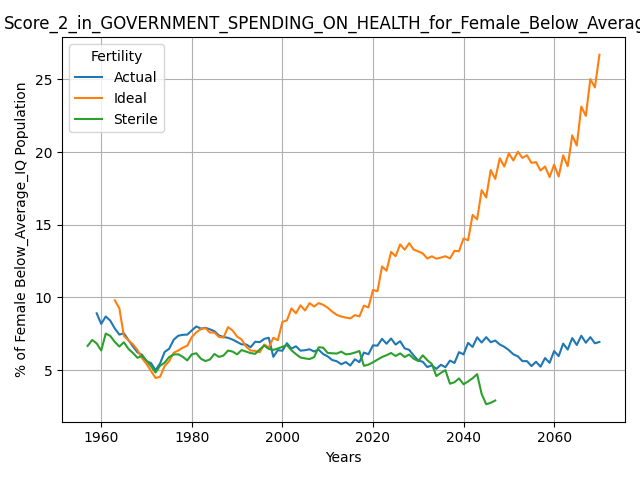 Score_2_in_GOVERNMENT_SPENDING_ON_HEALTH_for_Female_Below_Averag
Fertility
Actual
Ideal
Sterile
% of Female Below_Average_IQ Population
25
20
15
10
5
1960 1980 2000 2020 2040 2060
Years